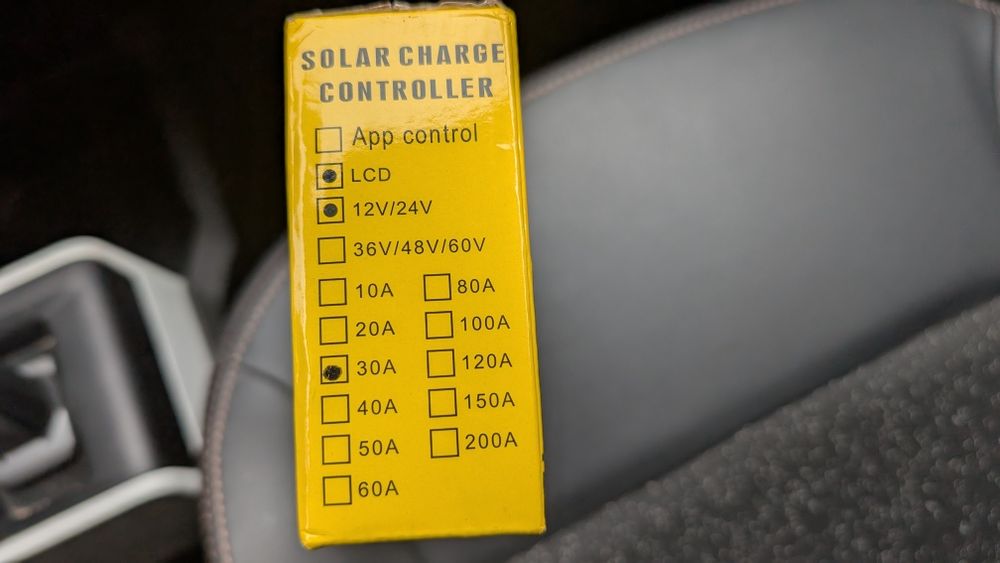 SOLAR CHARGE
CONTROLLER
App control
LCD
12V/24V
36V/48V/60V
10A 80A
20A 100A
30A 120A
40A 150A
50A 200A
60A